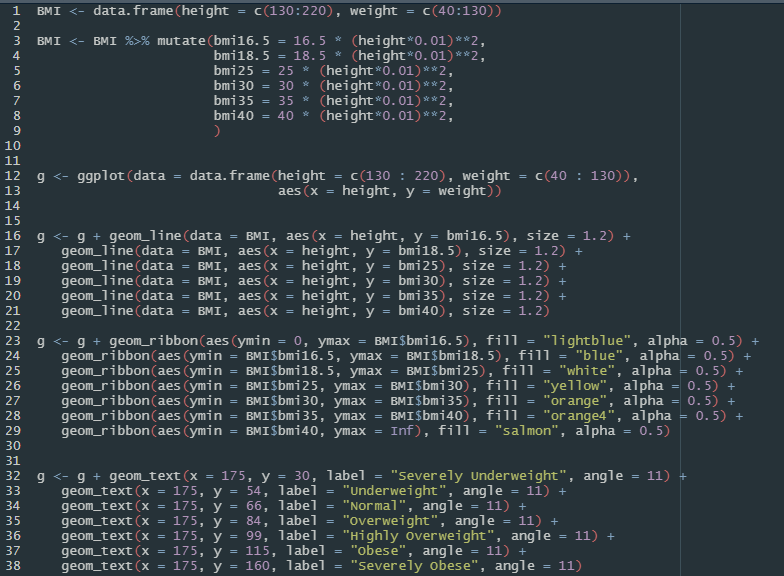 1 BMI <- data.frame(height = c(130:220), weight = c(40:130))
2
3 BMI <- BMI %>% mutate(bmi16.5 = 16.5 * (height*0.01)**2,
4 bmi18.5 = 18.5 * (height*0.01)**2,
5 bmi25 = 25 * (height*0.01)**2,
6 bmi30 = 30 * (height*0.01)**2,
7 bmi35 = 35 * (height*0.01)**2,
8 bmi40 = 40 * (height*0.01)**2,
9 )
10
11
12 g <- ggplot(data = data.frame(height = c(130 : 220), weight = c(40 : 130)),
13 aes(x = height, y = weight))
14
15
16 g <- g + geom_line(data = BMI, aes(x = height, y = bmi16.5), size = 1.2) +
17 geom_line(data = BMI, aes(x = height, y = bmi18.5), size = 1.2) +
18 geom_line(data = BMI, aes(x = height, y = bmi25), size = 1.2) +
19 geom_line(data = BMI, aes(x = height, y = bmi30), size = 1.2) +
20 geom_line(data = BMI, aes(x = height, y = bmi35), size = 1.2) +
21 geom_line(data = BMI, aes(x = height, y = bmi40), size = 1.2)
22
23 g <- g + geom_ribbon(aes(ymin = 0, ymax = BMI$bmi16.5), fill = "lightblue", alpha = 0.5) +
24 geom_ribbon(aes(ymin = BMI$bmi16.5, ymax = BMI$bmi18.5), fill = "blue", alpha = 0.5) +
25 geom_ribbon(aes(ymin = BMI$bmi18.5, ymax = BMI$bmi25), fill = "white", alpha = 0.5) +
26 geom_ribbon(aes(ymin = BMI$bmi25, ymax = BMI$bmi30), fill = "yellow", alpha = 0.5) +
27 geom_ribbon(aes(ymin = BMI$bmi30, ymax = BMI$bmi35), fill = "orange", alpha = 0.5) +
28 geom_ribbon(aes(ymin = BMI$bmi35, ymax = BMI$bmi40), fill = "orange4", alpha = 0.5) +
29 geom_ribbon(aes(ymin = BMI$bmi40, ymax = Inf), fill = "salmon", alpha = 0.5)
30
31
32 g <- g + geom_text(x = 175, y = 30, label = "Severely Underweight", angle = 11) +
33 geom_text(x = 175, y = 54, label = "Underweight", angle = 11) +
34 geom_text(x = 175, y = 66, label = "Normal", angle = 11) +
35 geom_text(x = 175, y = 84, label = "Overweight", angle = 11) +
36 geom_text(x = 175, y = 99, label = "Highly Overweight", angle = 11) +
37 geom_text(x = 175, y = 115, label = "Obese", angle = 11) +
38 geom_text(x = 175, y = 160, label = "Severely Obese", angle = 11)